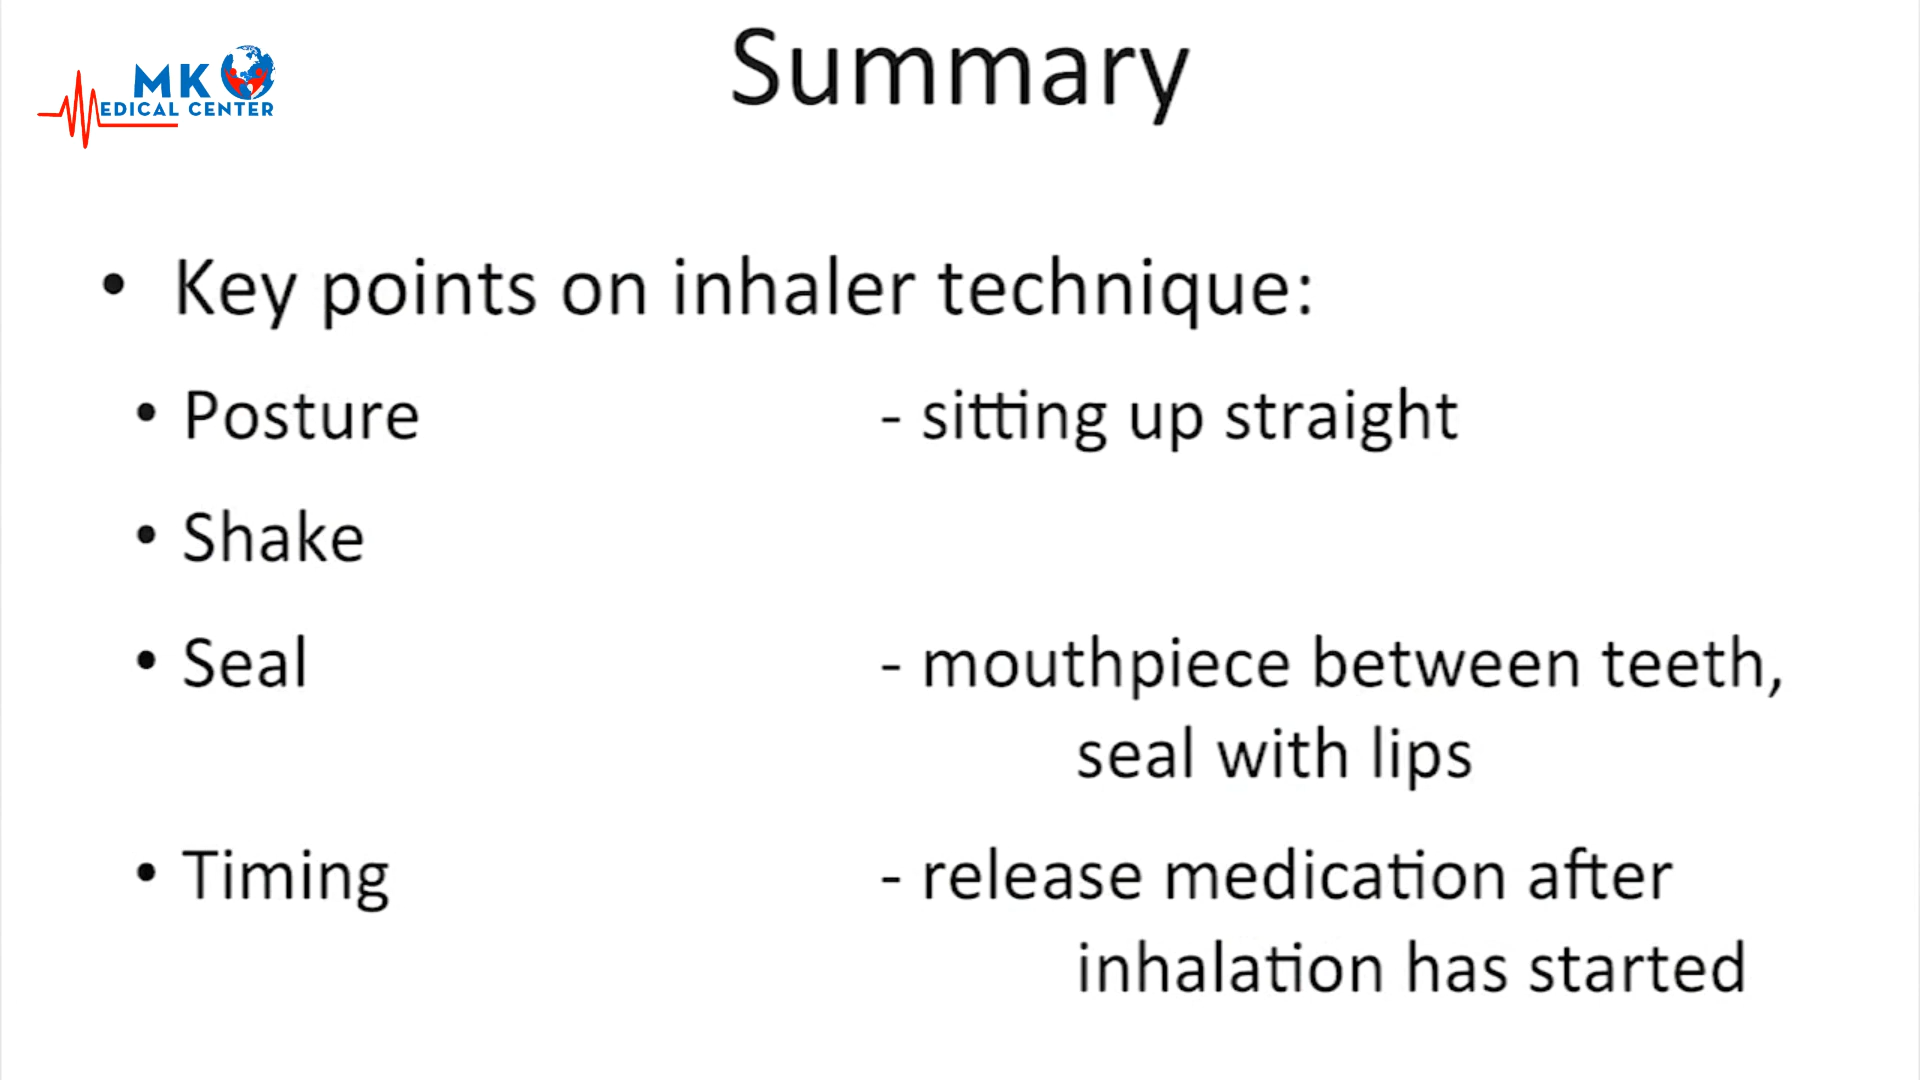 Summary
MK
EDICAL CENTER
• Key points on inhaler technique:
• Posture - sitting up straight
• Shake
• Seal - mouthpiece between teeth,
seal with lips
• Timing - release medication after
inhalation has started